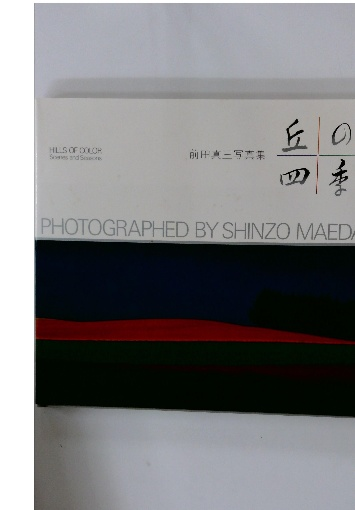 HILLS OF COLOR
Scenes and Seasons
前田真三写真集
丘の
四季
PHOTOGRAPHED BY SHINZO MAEDA